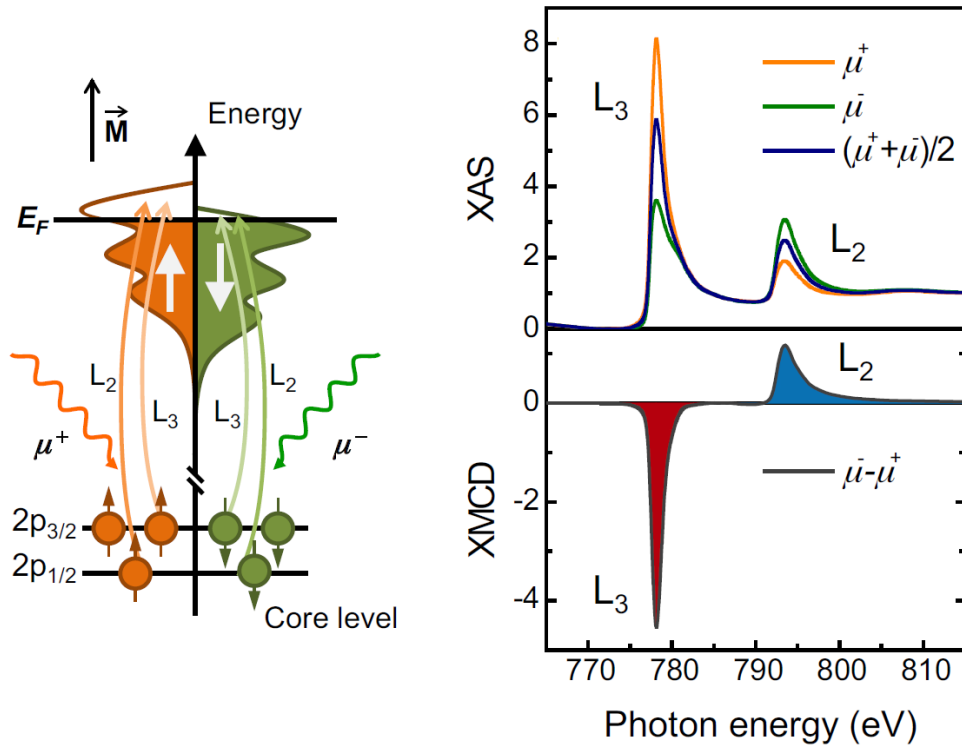 M⃗
Energy
E_F
L₂
L₃
L₃
L₂
μ⁺
μ⁻
2p₃/₂
2p₁/₂
Core level
XAS
8
6
4
2
0
L₃
μ⁺
μ⁻
(μ⁺+μ⁻)/2
L₂
XMCD
0
-2
-4
L₂
μ⁻-μ⁺
L₃
770 780 790 800 810
Photon energy (eV)